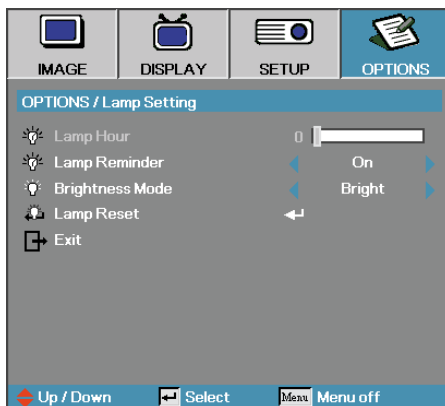 IMAGE DISPLAY SETUP OPTIONS
OPTIONS / Lamp Setting
Lamp Hour 0
Lamp Reminder On
Brightness Mode Bright
Lamp Reset
Exit
Up / Down Select Menu Menu off